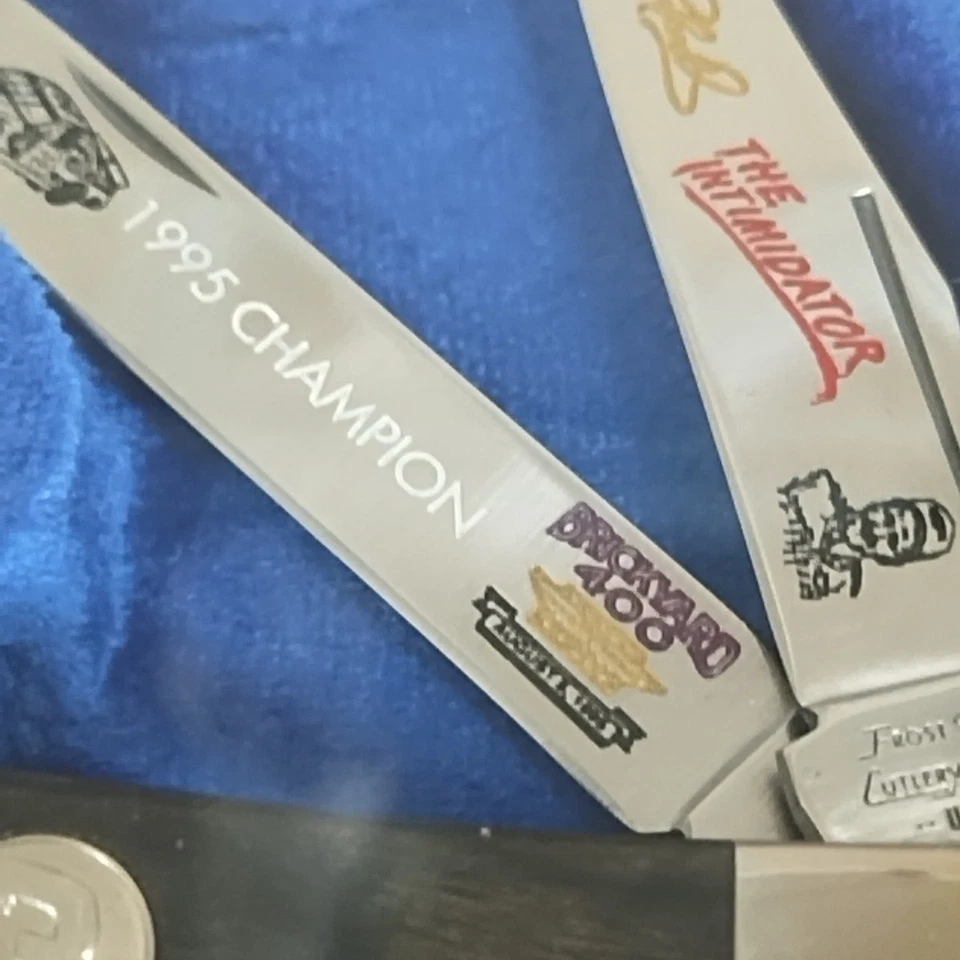 1995 CHAMPION
BRICKYARD
400
THE
INTIMIDATOR
FROST
CUTLERY